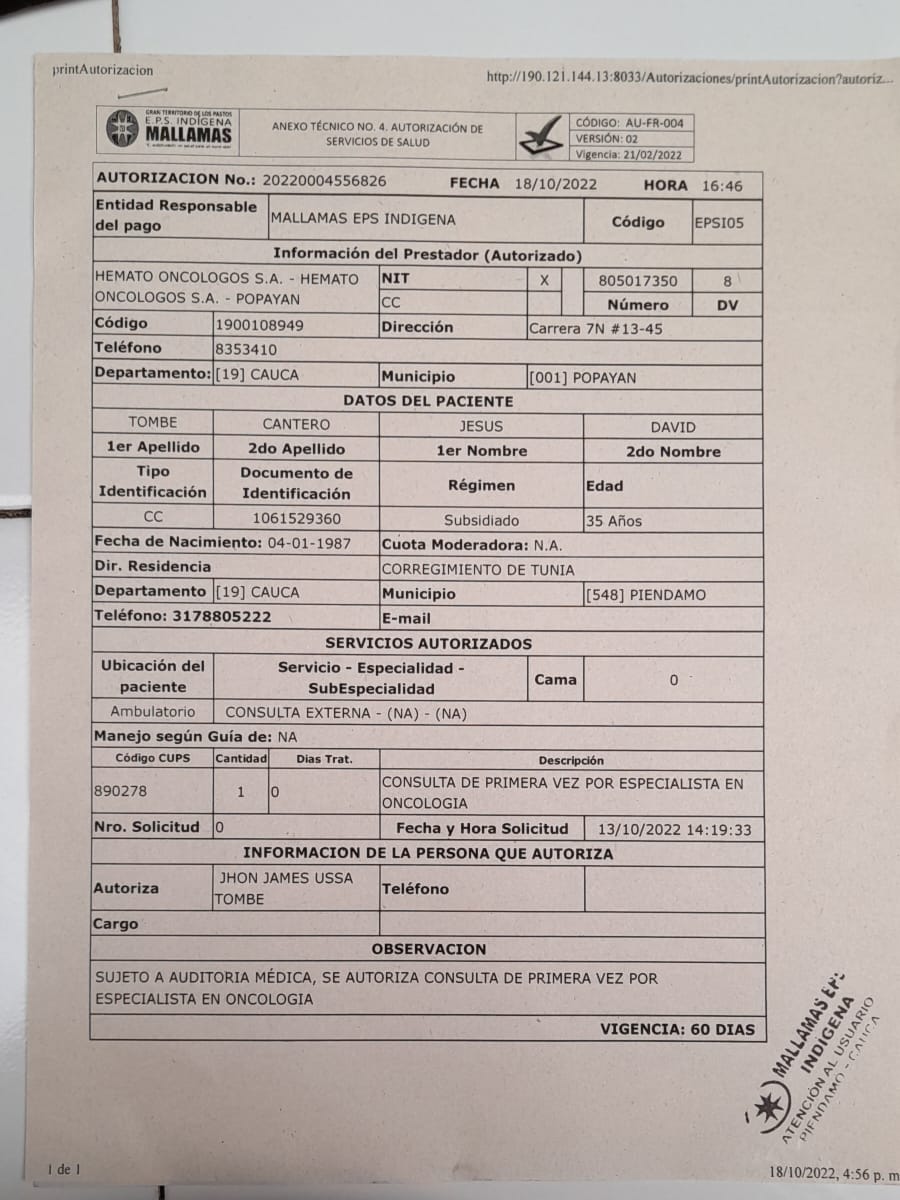 printAutorizacion
http://190.121.144.13:8033/Autorizaciones/printAutorizacion?autoriz...
GRAN TERRITORIO DE LOS PASTOS
E.P.S. INDÍGENA
MALLAMAS
ANEXO TÉCNICO NO. 4. AUTORIZACIÓN DE
SERVICIOS DE SALUD
CÓDIGO: AU-FR-004
VERSIÓN: 02
Vigencia: 21/02/2022
AUTORIZACION No.: 20220004556826 FECHA 18/10/2022 HORA 16:46
Entidad Responsable
del pago
MALLAMAS EPS INDIGENA
Código
EPSI05
Información del Prestador (Autorizado)
HEMATO ONCOLOGOS S.A. - HEMATO
ONCOLOGOS S.A. - POPAYAN
NIT X 805017350 8
CC Número DV
Código 1900108949 Dirección Carrera 7N #13-45
Teléfono 8353410
Departamento: [19] CAUCA Municipio [001] POPAYAN
DATOS DEL PACIENTE
TOMBE CANTERO JESUS DAVID
1er Apellido 2do Apellido 1er Nombre 2do Nombre
Tipo
Identificación
Documento de
Identificación
Régimen
Edad
CC 1061529360 Subsidiado 35 Años
Fecha de Nacimiento: 04-01-1987 Cuota Moderadora: N.A.
Dir. Residencia CORREGIMIENTO DE TUNIA
Departamento [19] CAUCA Municipio [548] PIENDAMO
Teléfono: 3178805222 E-mail
SERVICIOS AUTORIZADOS
Ubicación del
paciente
Servicio - Especialidad -
SubEspecialidad
Cama
0
Ambulatorio CONSULTA EXTERNA - (NA) - (NA)
Manejo según Guía de: NA
Código CUPS Cantidad Dias Trat. Descripción
890278 1 0
CONSULTA DE PRIMERA VEZ POR ESPECIALISTA EN
ONCOLOGIA
Nro. Solicitud 0 Fecha y Hora Solicitud 13/10/2022 14:19:33
INFORMACION DE LA PERSONA QUE AUTORIZA
Autoriza
JHON JAMES USSA
TOMBE
Teléfono
Cargo
OBSERVACION
SUJETO A AUDITORIA MÉDICA, SE AUTORIZA CONSULTA DE PRIMERA VEZ POR
ESPECIALISTA EN ONCOLOGIA
VIGENCIA: 60 DIAS
MALLAMAS EPS
INDIGENA
ATENCIÓN AL USUARIO
PIENDAMO - CAUCA
1 de 1
18/10/2022, 4:56 p. m